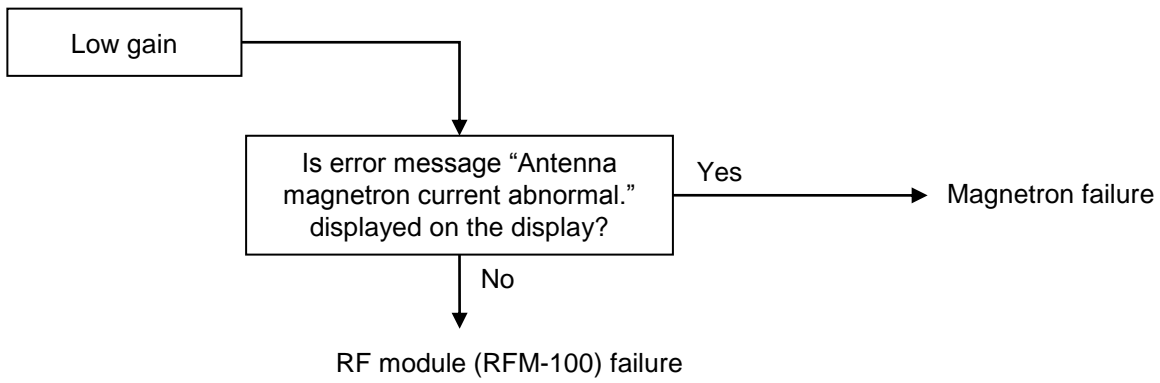 Low gain
Is error message “Antenna
magnetron current abnormal.”
displayed on the display?
Yes
Magnetron failure
No
RF module (RFM-100) failure